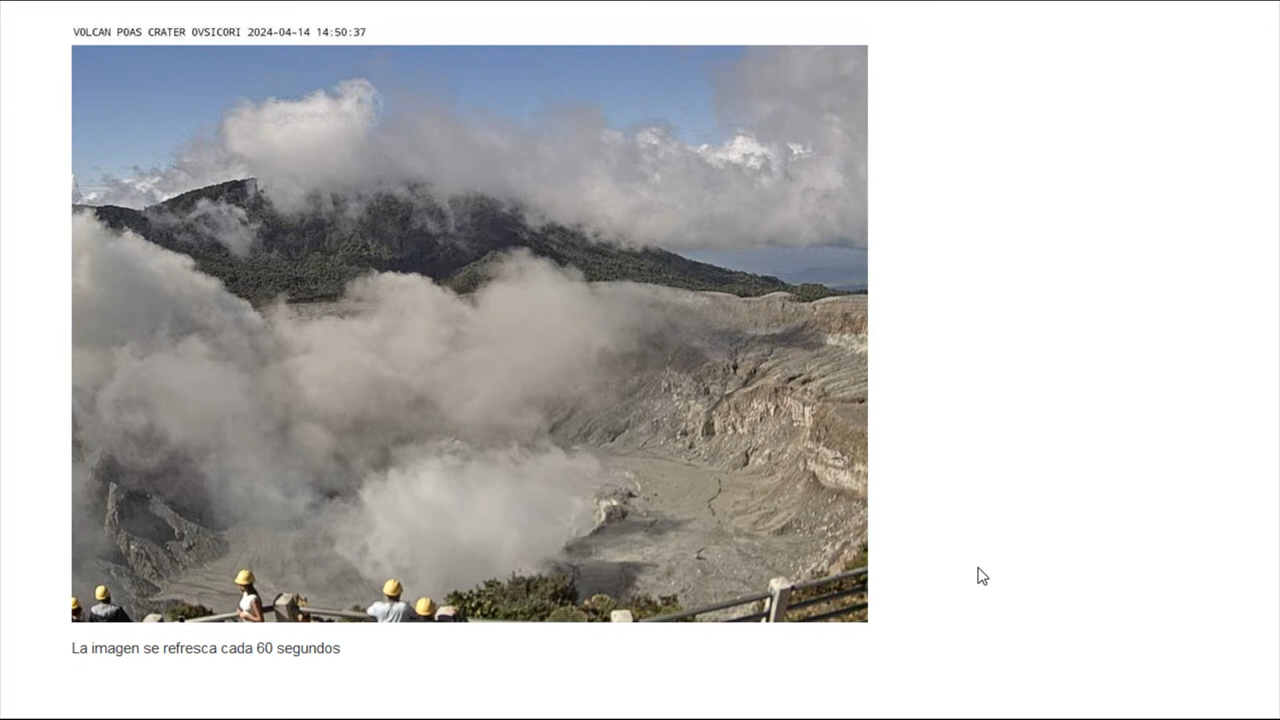 VOLCAN POAS CRATER OVSICORI 2024-04-14 14:50:37
La imagen se refresca cada 60 segundos